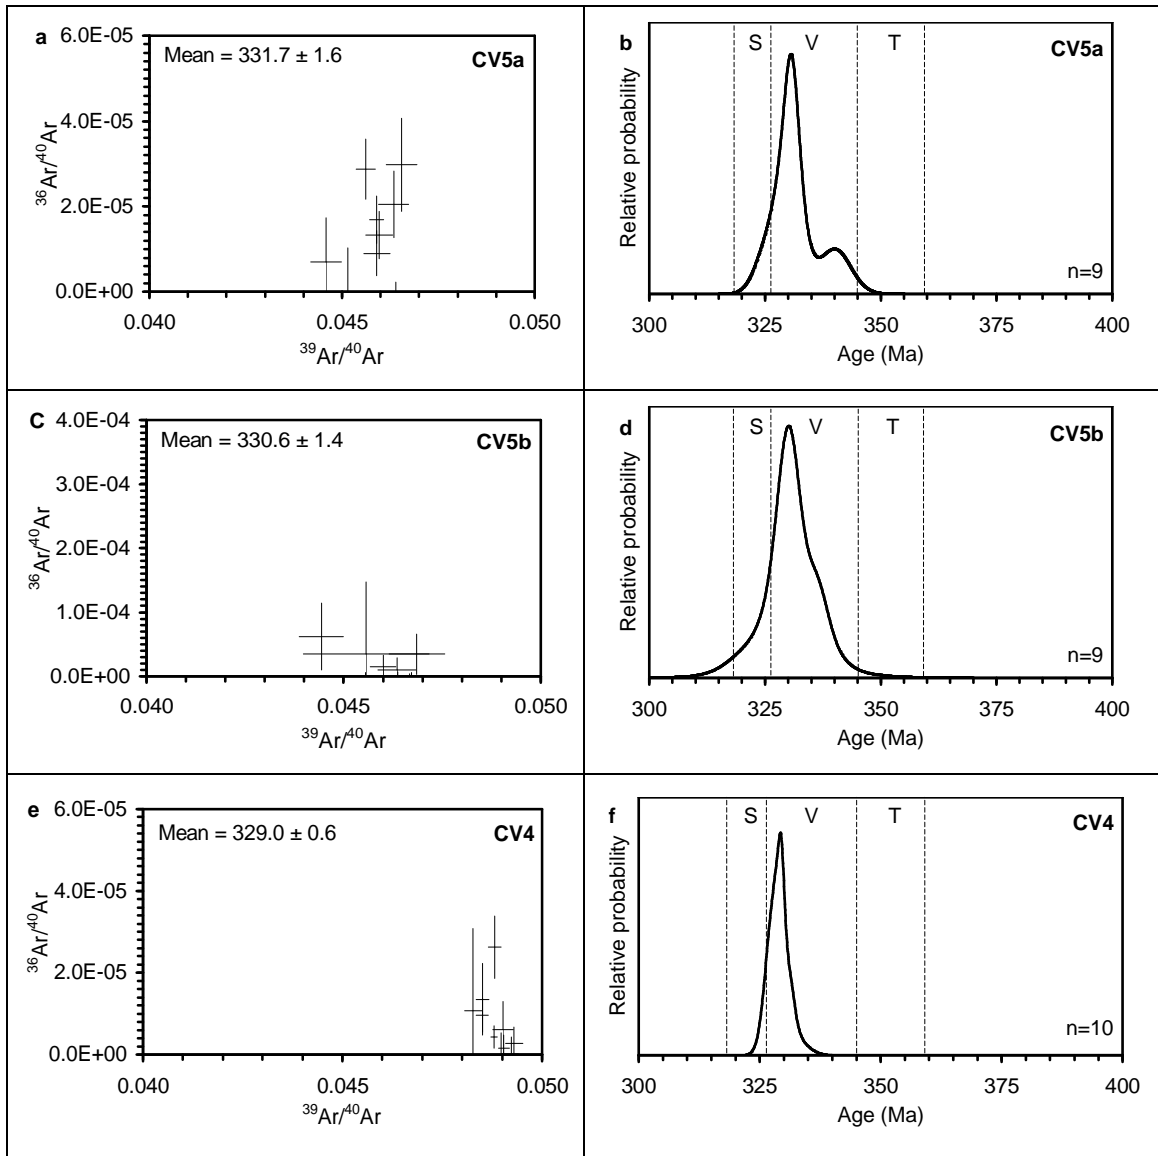 a
6.0E-05
Mean = 331.7 ± 1.6
CV5a
4.0E-05
2.0E-05
0.0E+00
36Ar/40Ar
0.040
0.045
0.050
39Ar/40Ar
b
S
V
T
CV5a
Relative probability
n=9
300
325
350
375
400
Age (Ma)
C
4.0E-04
Mean = 330.6 ± 1.4
CV5b
3.0E-04
2.0E-04
1.0E-04
0.0E+00
36Ar/40Ar
0.040
0.045
0.050
39Ar/40Ar
d
S
V
T
CV5b
Relative probability
n=9
300
325
350
375
400
Age (Ma)
e
6.0E-05
Mean = 329.0 ± 0.6
CV4
4.0E-05
2.0E-05
0.0E+00
36Ar/40Ar
0.040
0.045
0.050
39Ar/40Ar
f
S
V
T
CV4
Relative probability
n=10
300
325
350
375
400
Age (Ma)